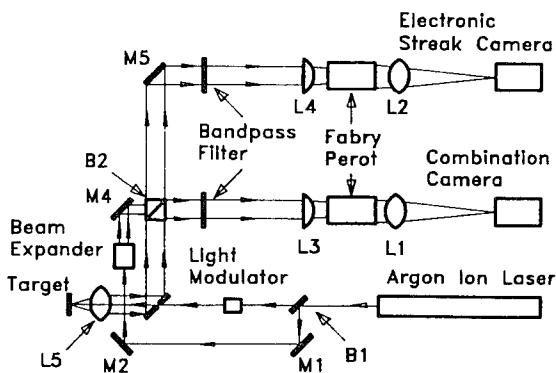 Electronic
Streak Camera
M5
L4
L2
Bandpass
Filter
Fabry
Perot
B2
M4
Combination
Camera
Beam
Expander
Light
Modulator
L3
L1
Target
Argon Ion Laser
L5
M2
M1
B1